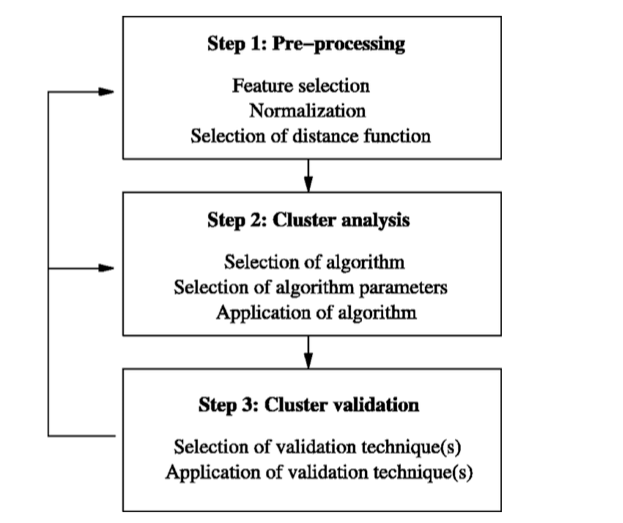 Step 1: Pre-processing
Feature selection
Normalization
Selection of distance function
Step 2: Cluster analysis
Selection of algorithm
Selection of algorithm parameters
Application of algorithm
Step 3: Cluster validation
Selection of validation technique(s)
Application of validation technique(s)